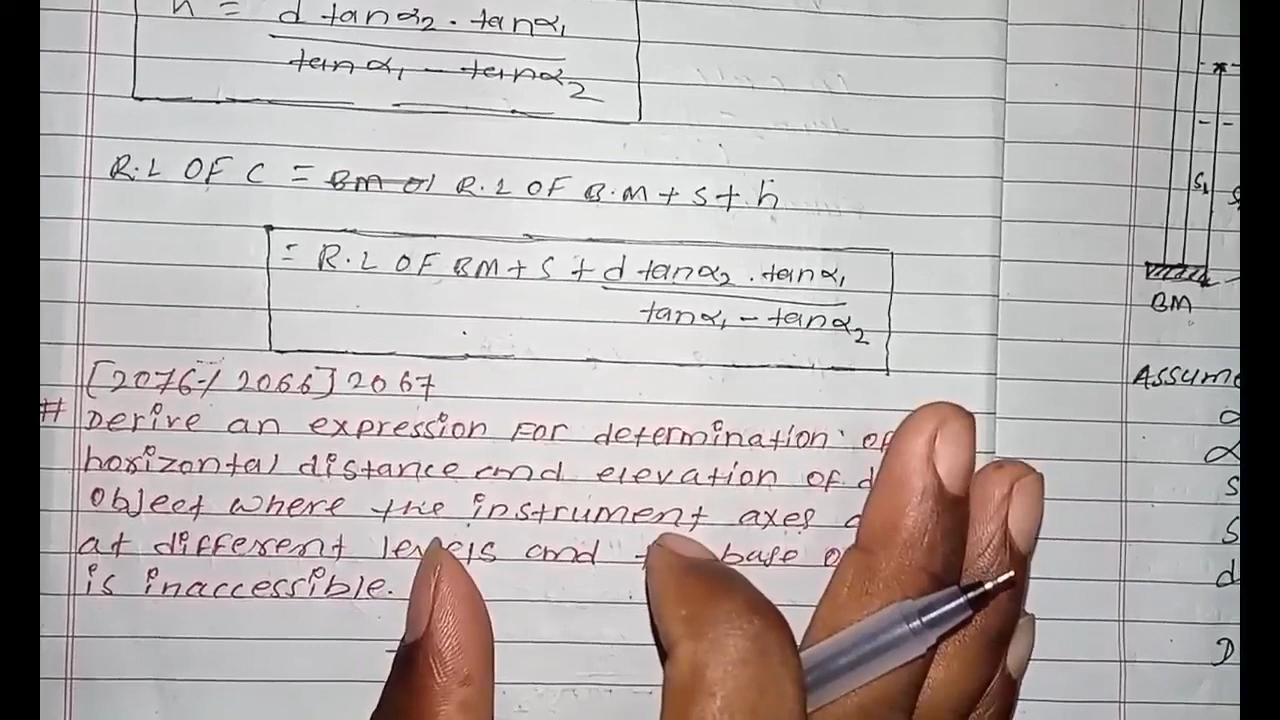 h = d tanα2 . tanα1
tanα1 - tanα2
R.L OF C = BM of R.L OF B.M + S + h
= R.L OF BM + S + d tanα2 . tanα1
tanα1 - tanα2
[2076/2066] 2067
# Derive an expression For determination of
horizontal distance and elevation of
object where the instrument axes
at different levels and base
is inaccessible.
S1
BM
Assume
α
S
S
d
D